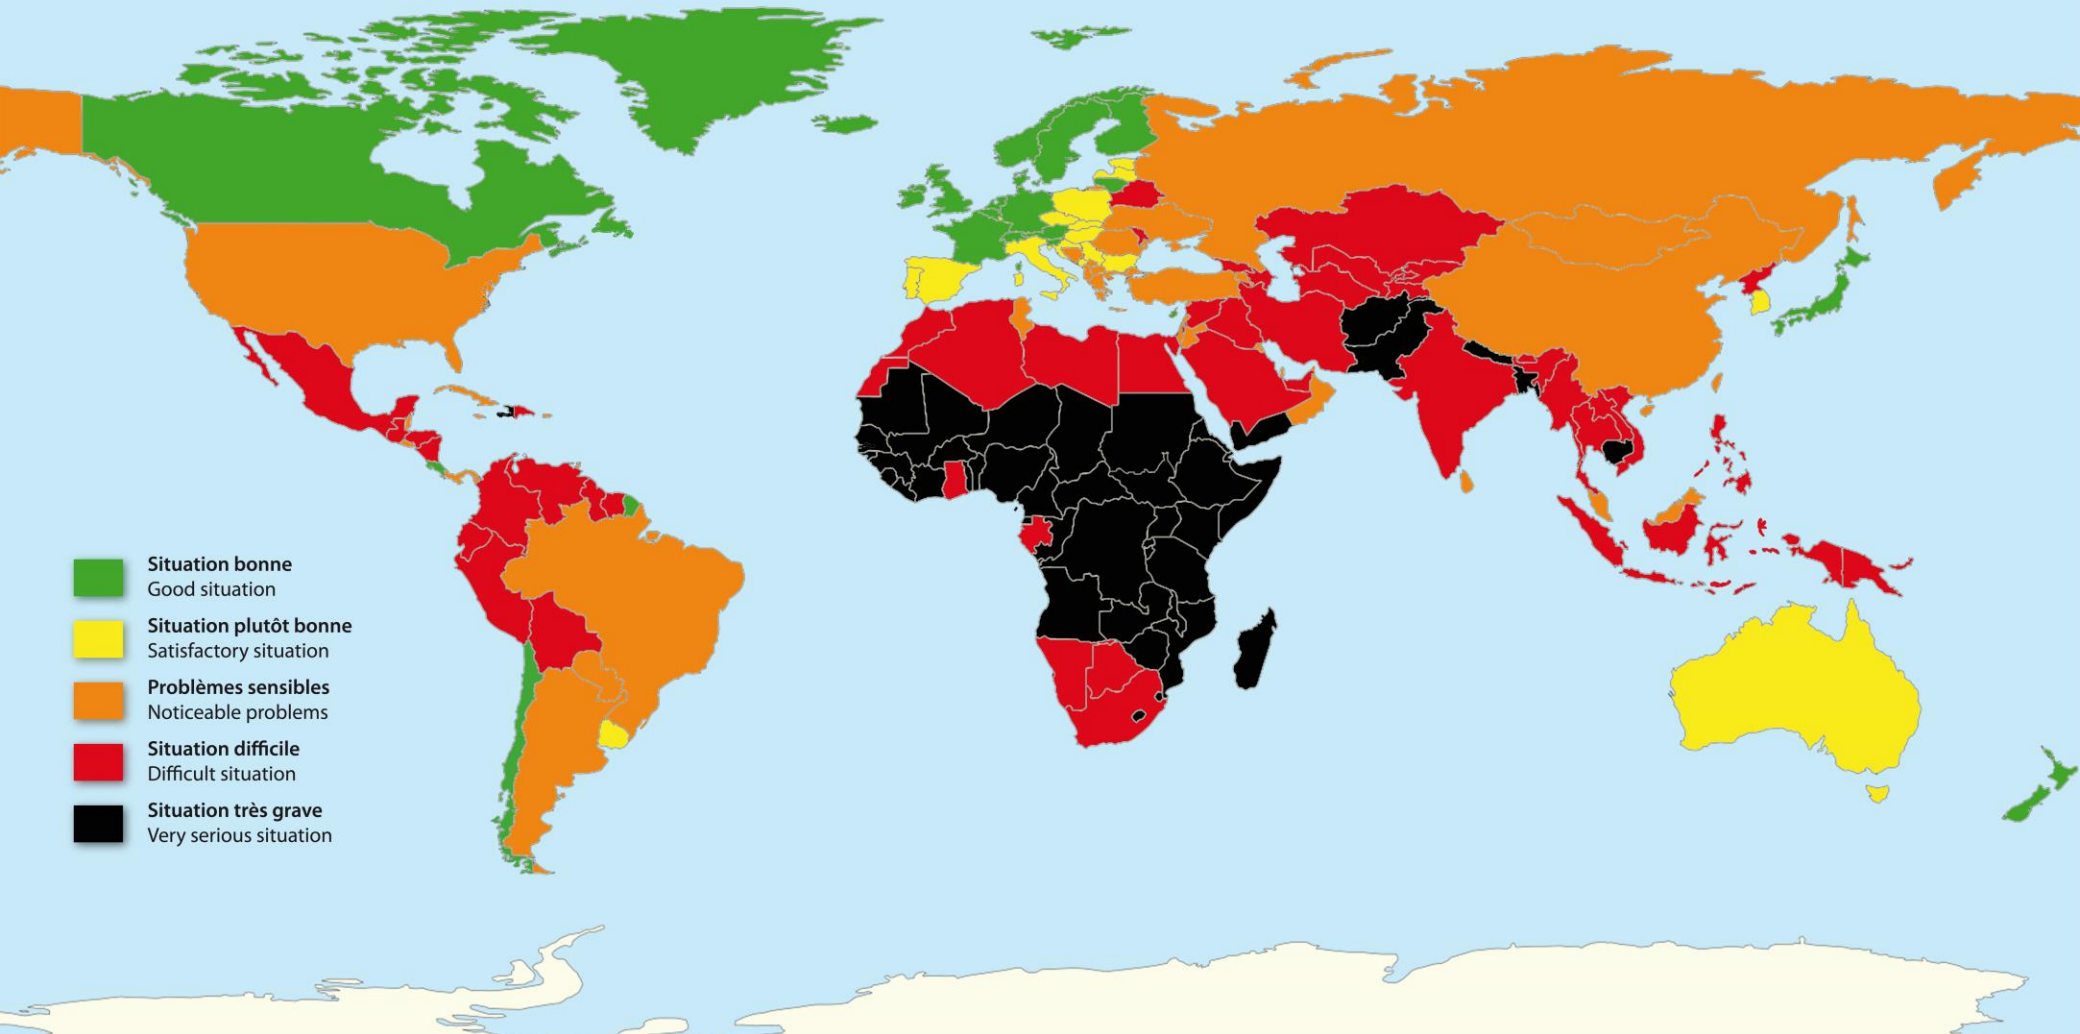 Situation bonne
Good situation
Situation plutôt bonne
Satisfactory situation
Problèmes sensibles
Noticeable problems
Situation difficile
Difficult situation
Situation très grave
Very serious situation